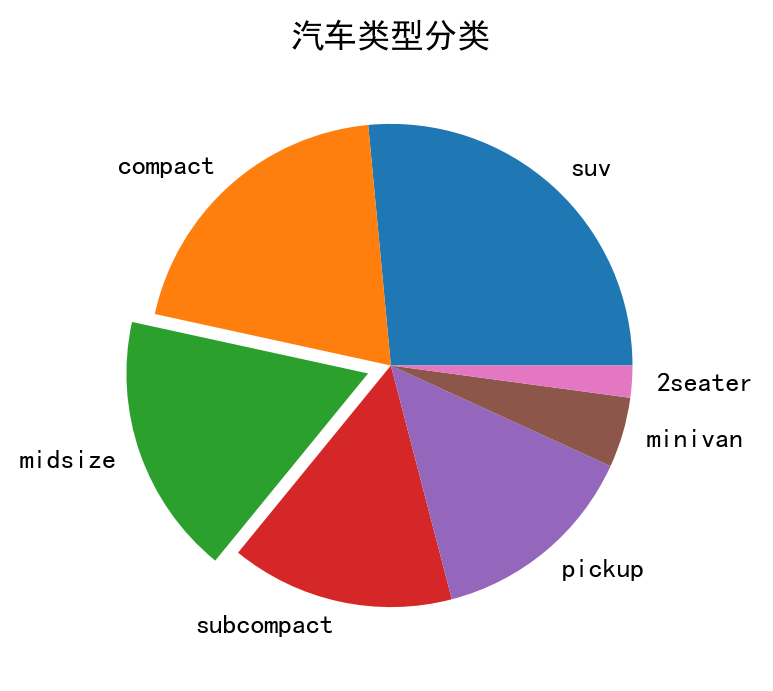 汽车类型分类
suv
compact
midsize
subcompact
pickup
minivan
2seater